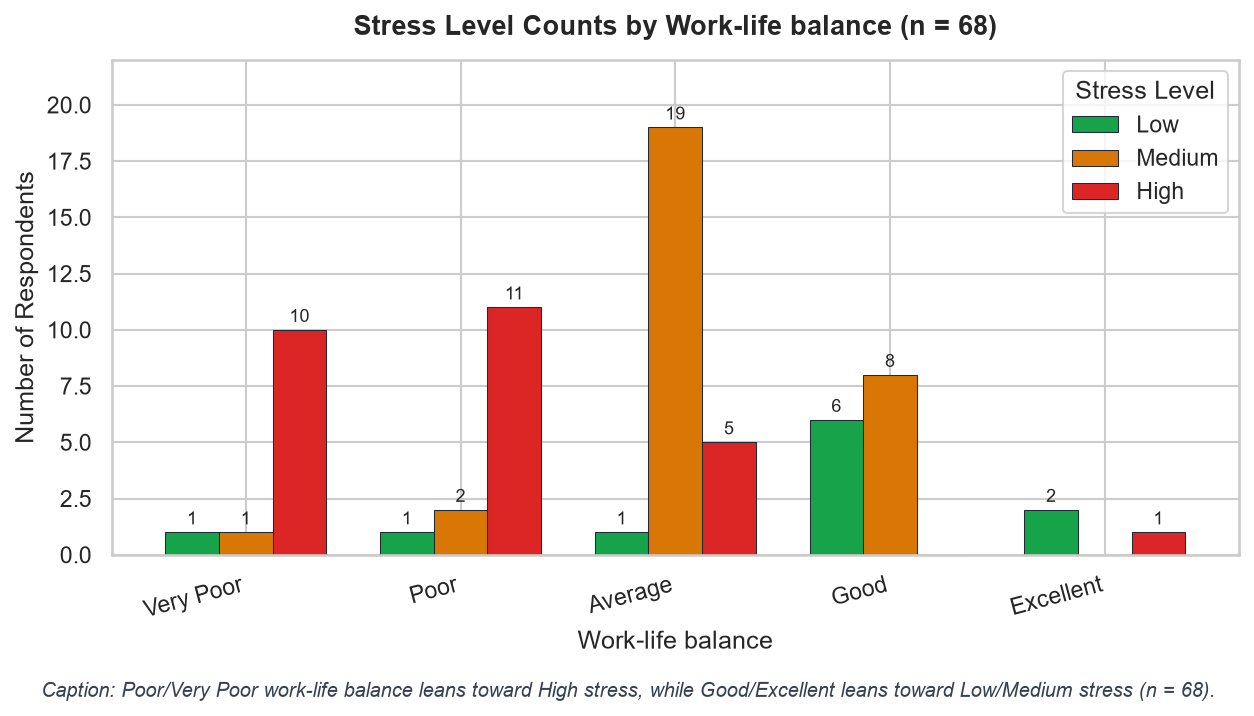 Stress Level Counts by Work-life balance (n = 68)
Number of Respondents
20.0
17.5
15.0
12.5
10.0
7.5
5.0
2.5
0.0
Stress Level
Low
Medium
High
1
1
10
1
2
11
1
19
5
6
8
2
1
Very Poor
Poor
Average
Good
Excellent
Work-life balance
Caption: Poor/Very Poor work-life balance leans toward High stress, while Good/Excellent leans toward Low/Medium stress (n = 68).